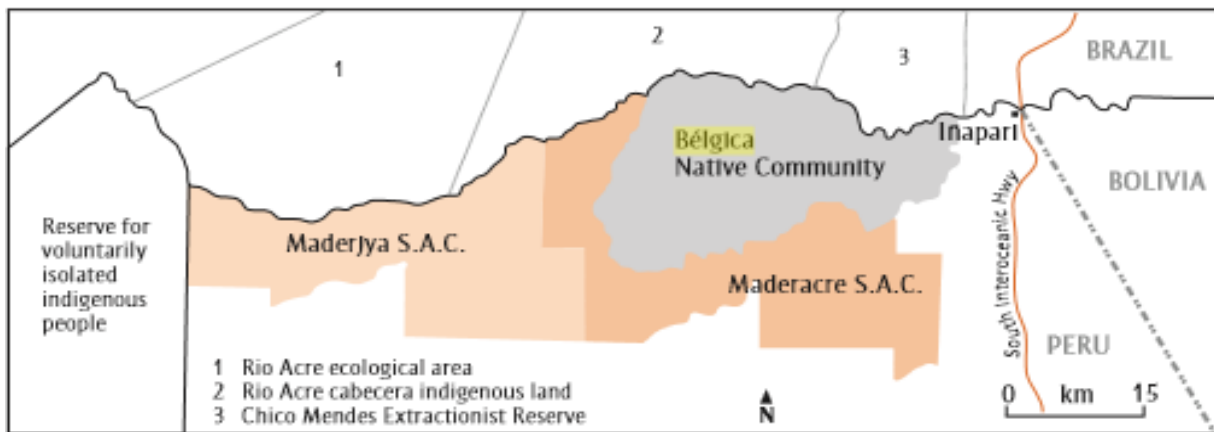 1
2
3
BRAZIL
Bélgica
Native Community
Inapari
BOLIVIA
Reserve for
voluntarily
isolated
indigenous
people
Maderjya S.A.C.
Maderacre S.A.C.
South Interoceanic Hwy
PERU
1 Rio Acre ecological area
2 Rio Acre cabecera indigenous land
3 Chico Mendes Extractionist Reserve
N
0 km 15